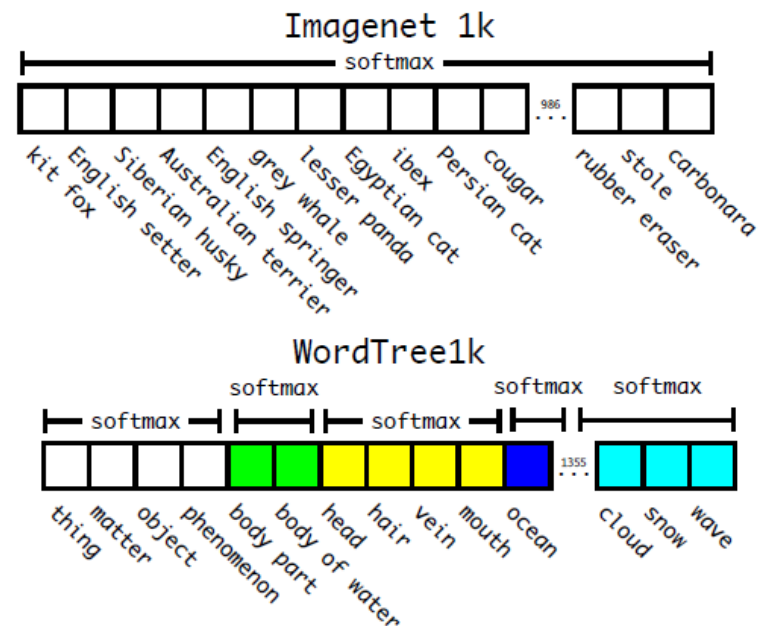 Imagenet 1k
softmax
986
...
kit fox
English setter
Siberian husky
Australian terrier
English springer
grey whale
lesser panda
Egyptian cat
ibex
Persian cat
cougar
rubber eraser
stole
carbonara
WordTree1k
softmax
softmax
softmax
softmax
softmax
1355
...
thing
matter
object
phenomenon
body part
body of water
head
hair
vein
mouth
ocean
cloud
snow
wave